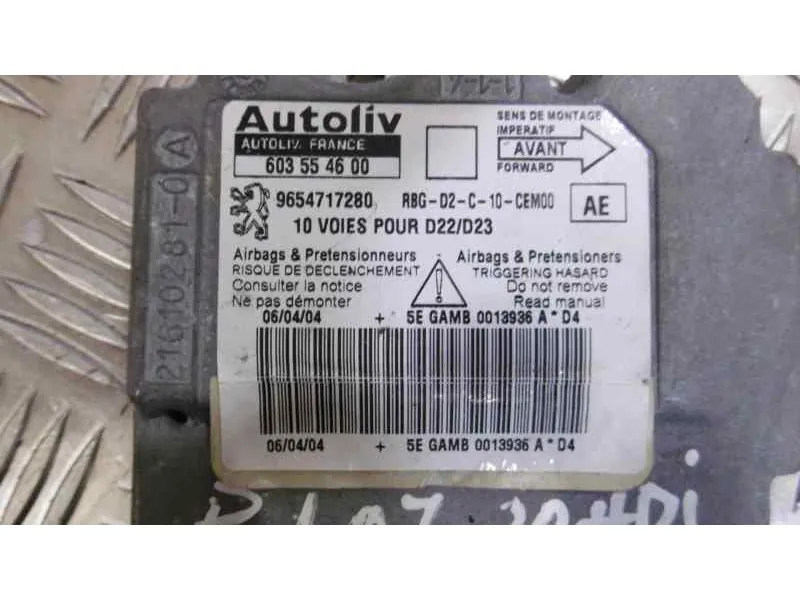 Autoliv
AUTOLIV. FRANCE
603 55 46 00
SENS DE MONTAGE
IMPERATIF
AVANT
FORWARD
9654717280 RBG-D2-C-10-CEM00 AE
10 VOIES POUR D22/D23
Airbags & Pretensionneurs
RISQUE DE DECLENCHEMENT
Consulter la notice
Ne pas démonter
Airbags & Pretensioners
TRIGGERING HASARD
Do not remove
Read manual
06/04/04 + 5E GAMB 0013936 A * D4
06/04/04 + 5E GAMB 0013936 A * D4
21610281-0A